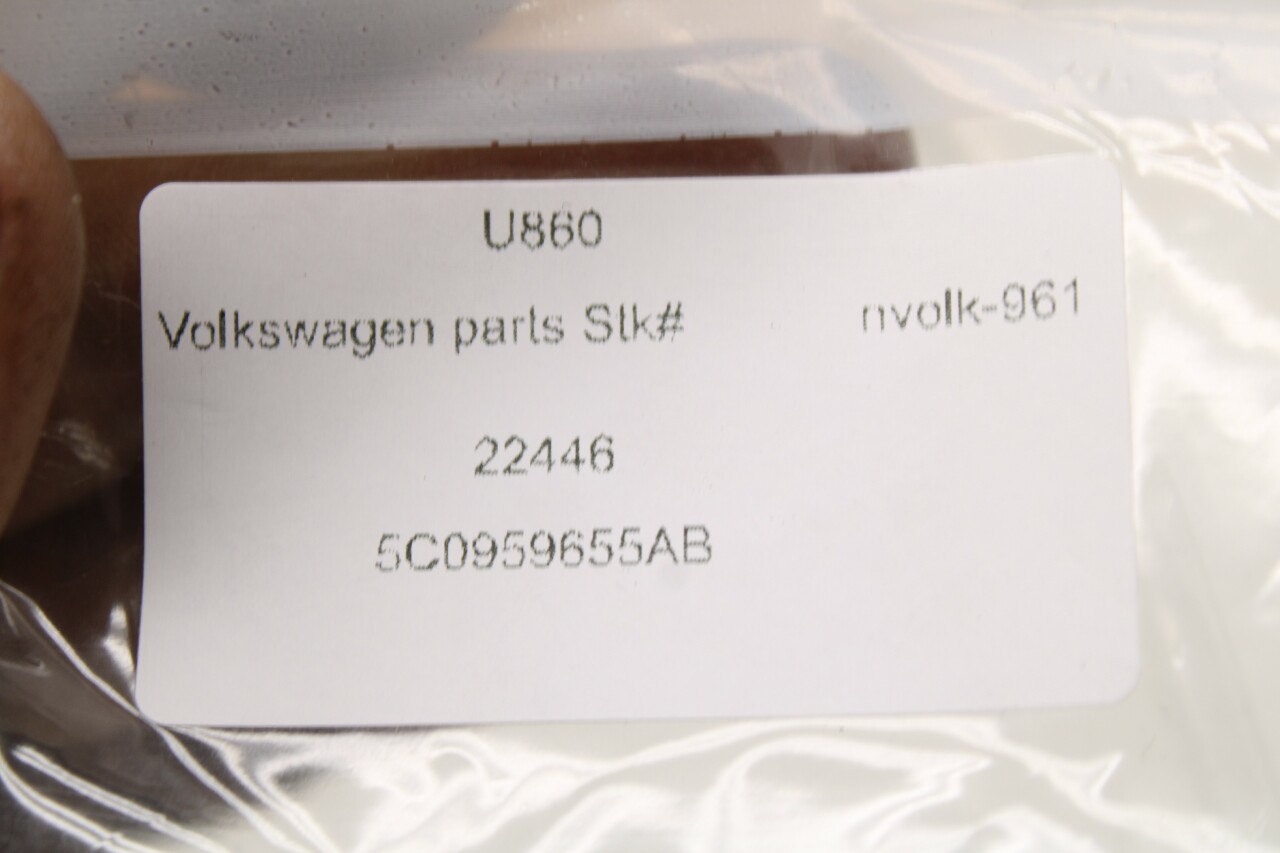 U860
Volkswagen parts Stk# nvolk-961
22446
5C0959655AB